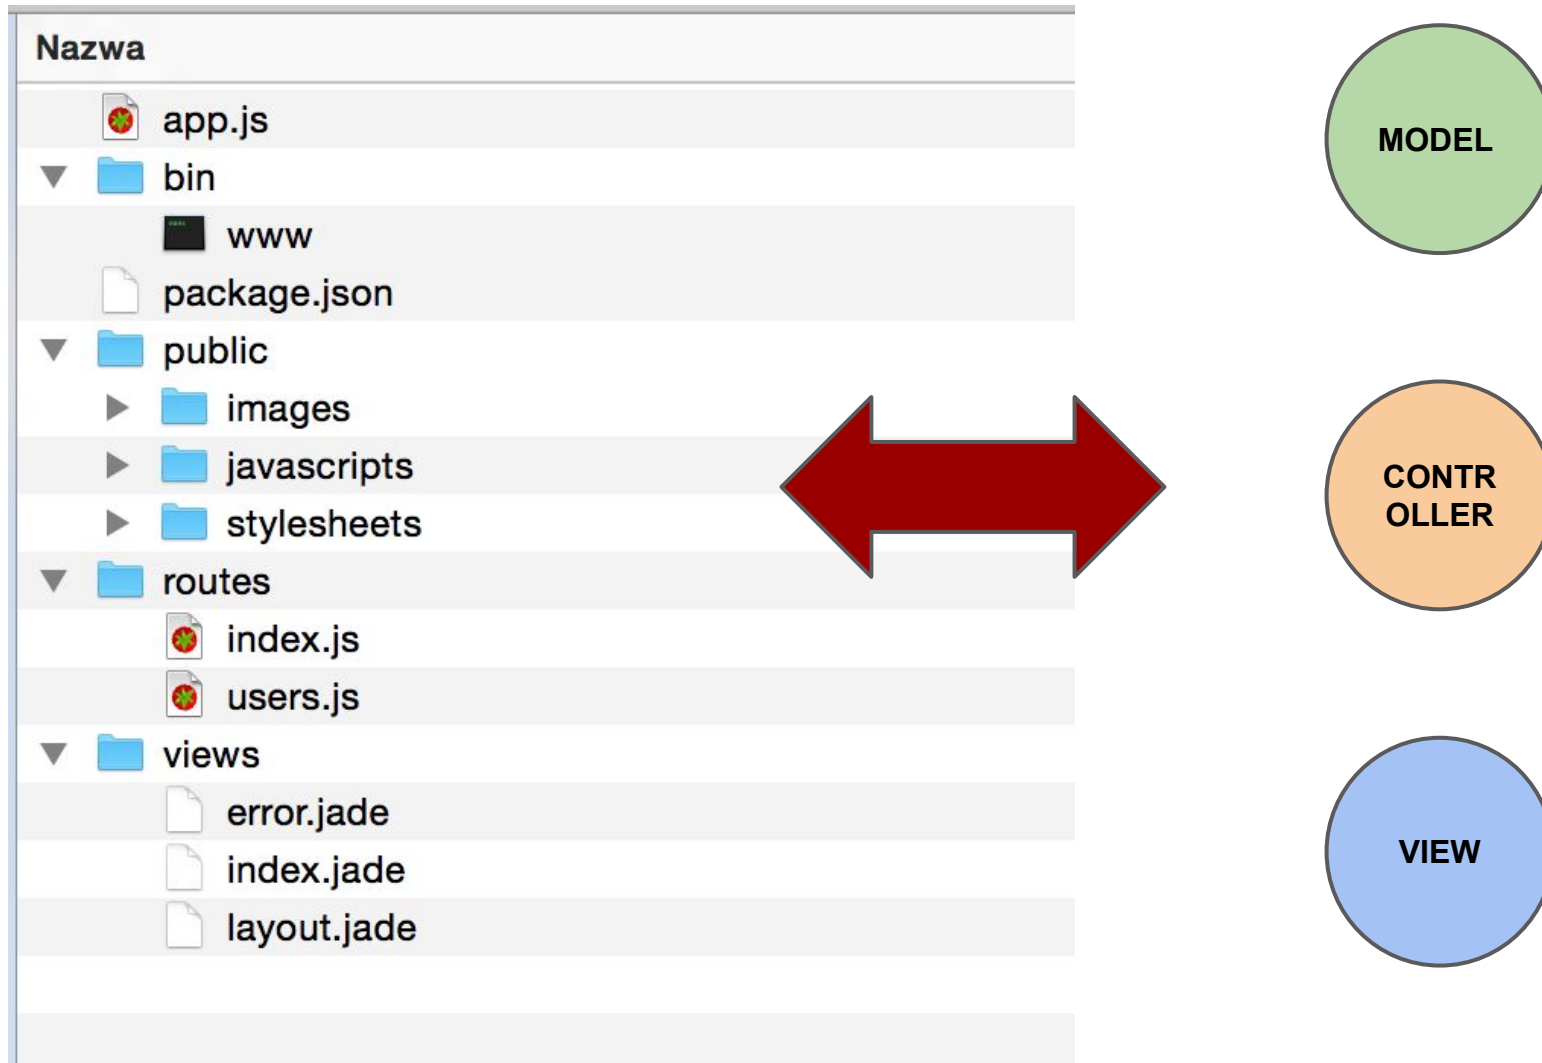 Nazwa
app.js
bin
www
package.json
public
images
javascripts
stylesheets
routes
index.js
users.js
views
error.jade
index.jade
layout.jade
MODEL
CONTR
OLLER
VIEW